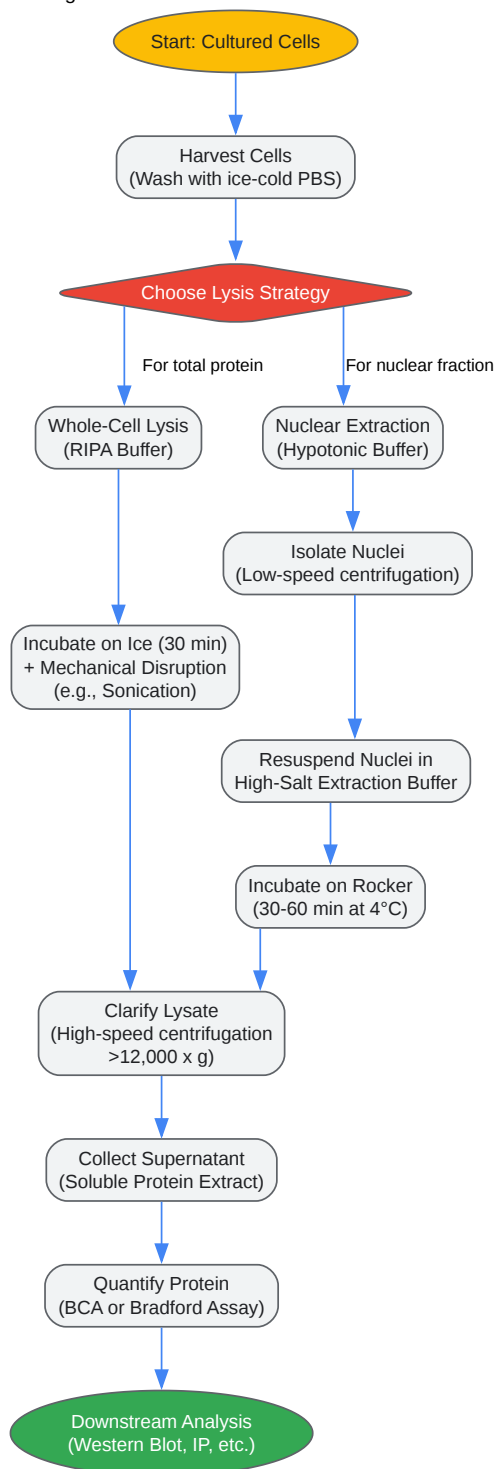 Start: Cultured Cells
Harvest Cells
(Wash with ice-cold PBS)
Choose Lysis Strategy
For total protein
For nuclear fraction
Whole-Cell Lysis
(RIPA Buffer)
Nuclear Extraction
(Hypotonic Buffer)
Isolate Nuclei
(Low-speed centrifugation)
Incubate on Ice (30 min)
+ Mechanical Disruption
(e.g., Sonication)
Resuspend Nuclei in
High-Salt Extraction Buffer
Incubate on Rocker
(30-60 min at 4°C)
Clarify Lysate
(High-speed centrifugation
>12,000 x g)
Collect Supernatant
(Soluble Protein Extract)
Quantify Protein
(BCA or Bradford Assay)
Downstream Analysis
(Western Blot, IP, etc.)